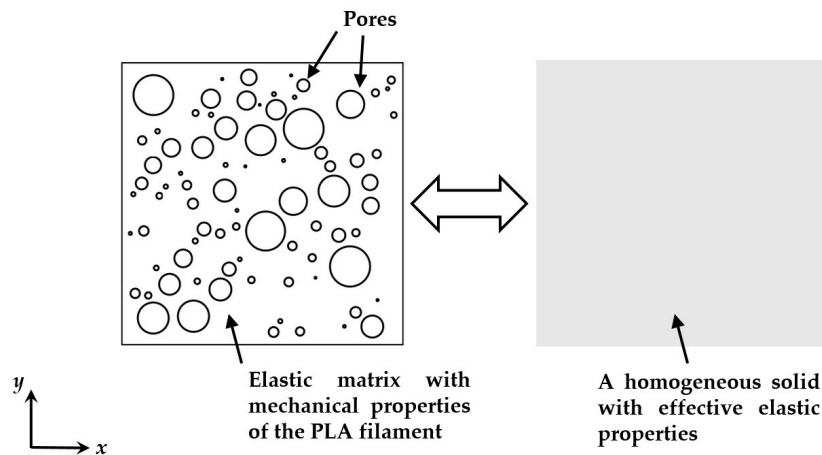 Pores
Elastic matrix with
mechanical properties
of the PLA filament
A homogeneous solid
with effective elastic
properties
y
x